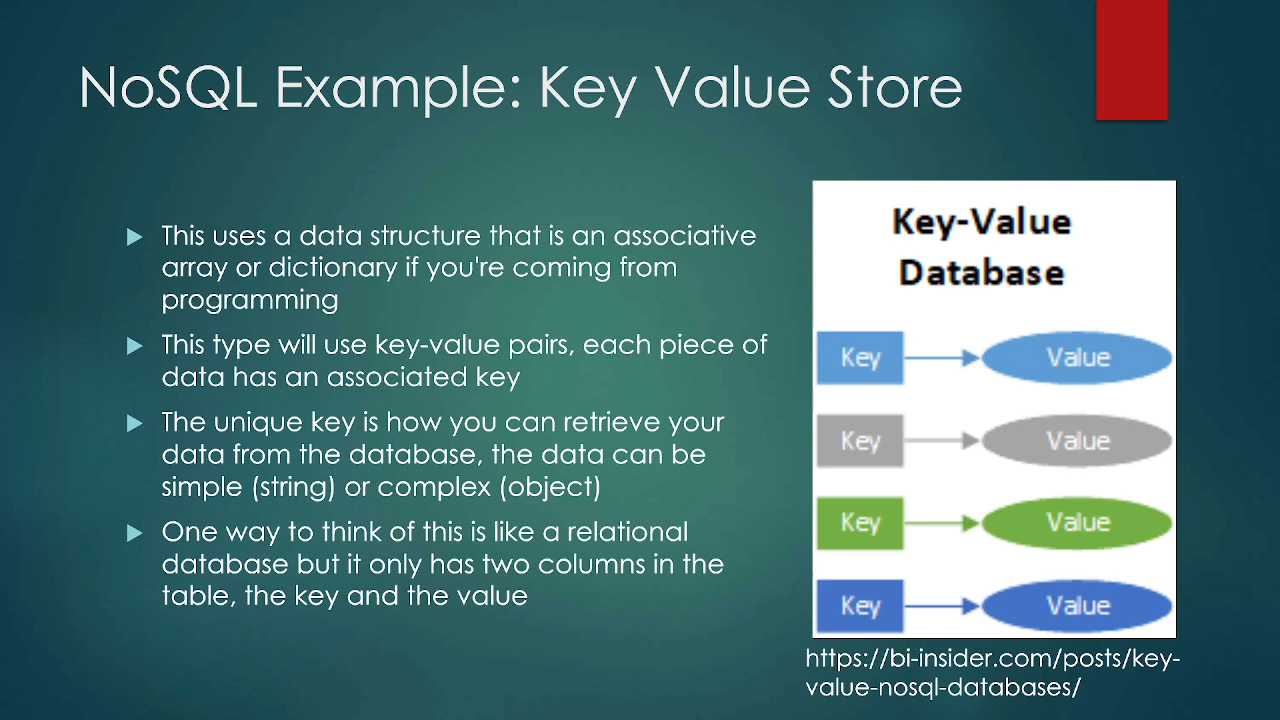 NoSQL Example: Key Value Store
This uses a data structure that is an associative
array or dictionary if you're coming from
programming
This type will use key-value pairs, each piece of
data has an associated key
The unique key is how you can retrieve your
data from the database, the data can be
simple (string) or complex (object)
One way to think of this is like a relational
database but it only has two columns in the
table, the key and the value
Key-Value
Database
Key Value
Key Value
Key Value
Key Value
https://bi-insider.com/posts/key-
value-nosql-databases/